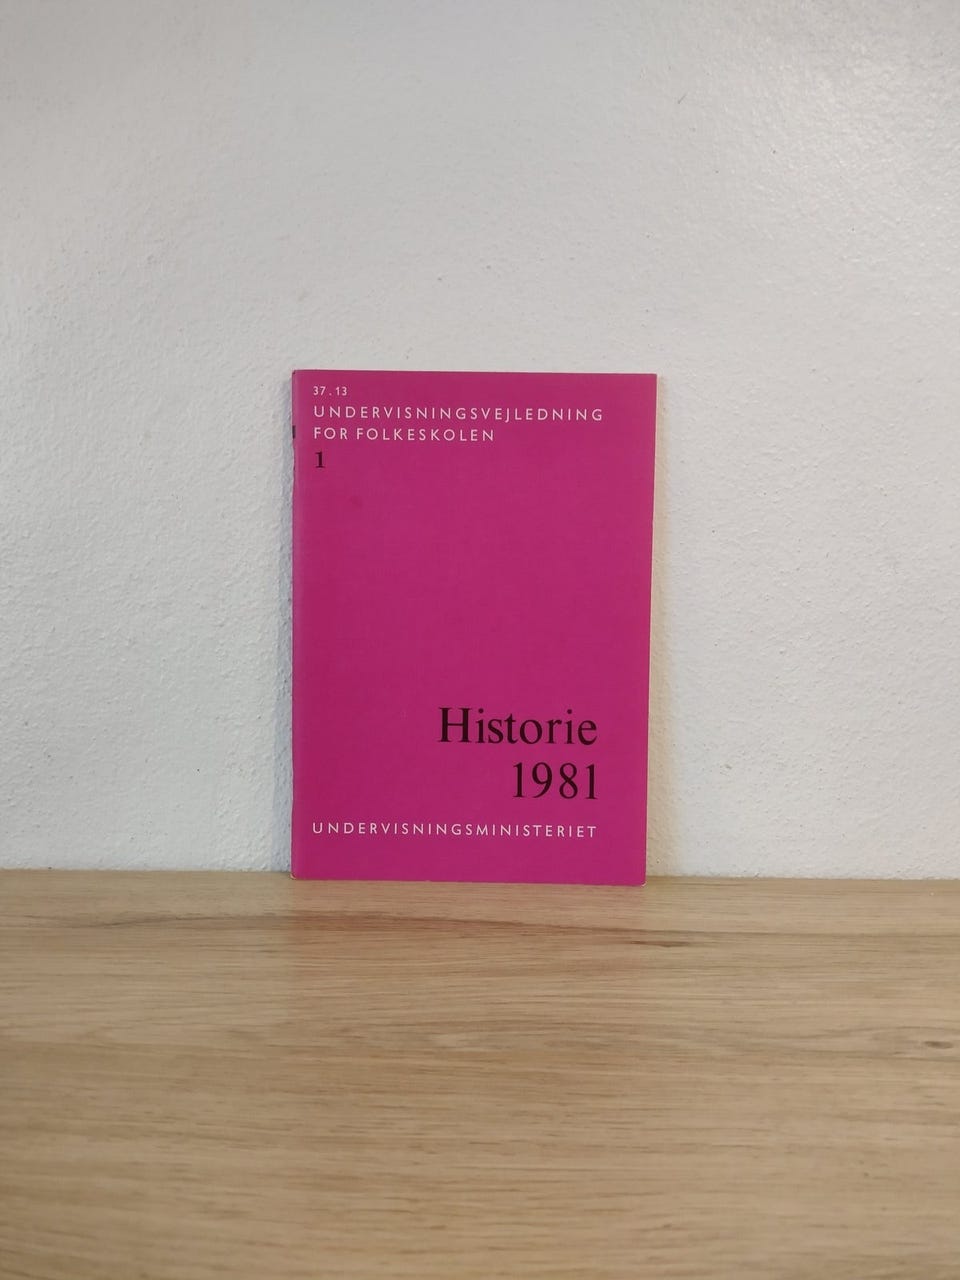 37.13
UNDERVISNINGSVEJLEDNING
FOR FOLKESKOLEN
1
Historie
1981
UNDERVISNINGSMINISTERIET